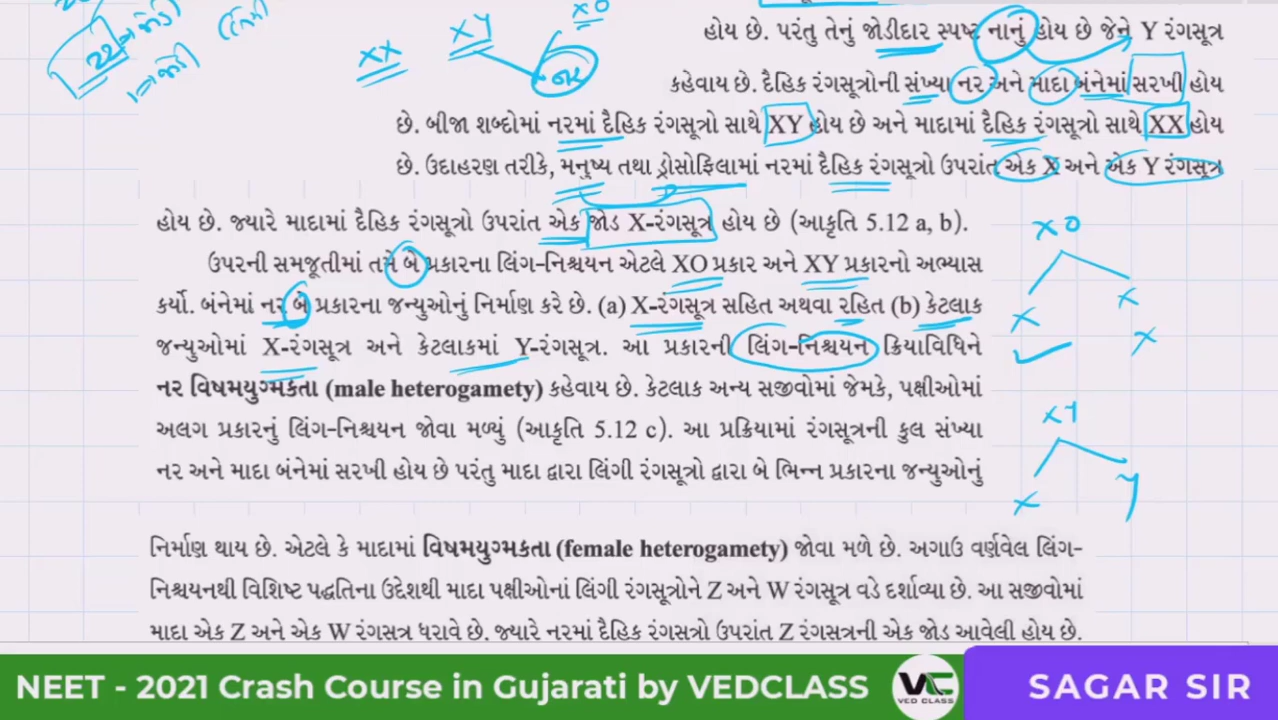 22 →
1 →
XX
XY
XO
નર
હોય છે. પરંતુ તેનું જોડીદાર સ્પષ્ટ નાનું હોય છે જેને Y રંગસૂત્ર
કહેવાય છે. દૈહિક રંગસૂત્રોની સંખ્યા નર અને માદા બંનેમાં સરખી હોય
છે. બીજા શબ્દોમાં નરમાં દૈહિક રંગસૂત્રો સાથે XY હોય છે અને માદામાં દૈહિક રંગસૂત્રો સાથે XX હોય
છે. ઉદાહરણ તરીકે, મનુષ્ય તથા ડ્રોસોફિલામાં નરમાં દૈહિક રંગસૂત્રો ઉપરાંત એક X અને એક Y રંગસૂત્ર
હોય છે. જ્યારે માદામાં દૈહિક રંગસૂત્રો ઉપરાંત એક જોડ X-રંગસૂત્ર હોય છે (આકૃતિ 5.12 a, b).
ઉપરની સમજૂતીમાં તમે બે પ્રકારના લિંગ-નિશ્ચયન એટલે XO પ્રકાર અને XY પ્રકારનો અભ્યાસ
કર્યો. બંનેમાં નર બે પ્રકારના જન્યુઓનું નિર્માણ કરે છે. (a) X-રંગસૂત્ર સહિત અથવા રહિત (b) કેટલાક
જન્યુઓમાં X-રંગસૂત્ર અને કેટલાકમાં Y-રંગસૂત્ર. આ પ્રકારની લિંગ-નિશ્ચયન ક્રિયાવિધિને
નર વિષમયુગ્મકતા (male heterogamety) કહેવાય છે. કેટલાક અન્ય સજીવોમાં જેમકે, પક્ષીઓમાં
અલગ પ્રકારનું લિંગ-નિશ્ચયન જોવા મળ્યું (આકૃતિ 5.12 c). આ પ્રક્રિયામાં રંગસૂત્રની કુલ સંખ્યા
નર અને માદા બંનેમાં સરખી હોય છે પરંતુ માદા દ્વારા લિંગી રંગસૂત્રો દ્વારા બે ભિન્ન પ્રકારના જન્યુઓનું
XO
X X
X
XY
X Y
નિર્માણ થાય છે. એટલે કે માદામાં વિષમયુગ્મકતા (female heterogamety) જોવા મળે છે. અગાઉ વર્ણવેલ લિંગ-
નિશ્ચયનથી વિશિષ્ટ પદ્ધતિના ઉદેશથી માદા પક્ષીઓનાં લિંગી રંગસૂત્રોને Z અને W રંગસૂત્ર વડે દર્શાવ્યા છે. આ સજીવોમાં
માદા એક Z અને એક W રંગસૂત્ર ધરાવે છે. જ્યારે નરમાં દૈહિક રંગસૂત્રો ઉપરાંત Z રંગસૂત્રની એક જોડ આવેલી હોય છે.
NEET - 2021 Crash Course in Gujarati by VEDCLASS
VED CLASS
SAGAR SIR